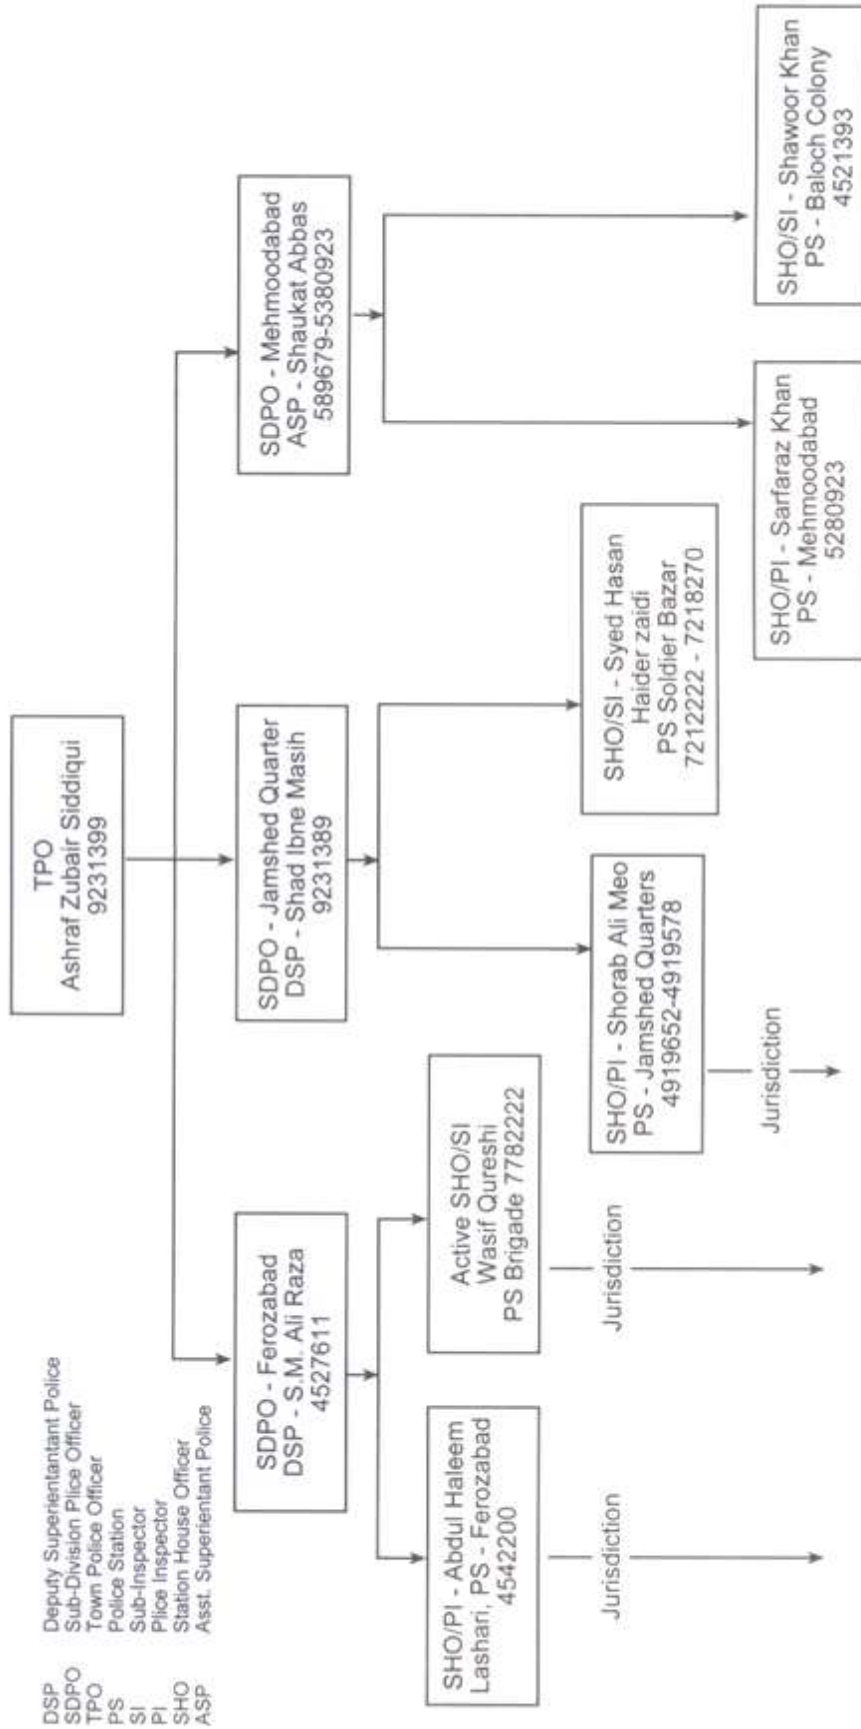 DSP Deputy Superientantant Police
SDPO Sub-Division Plice Officer
TPO Town Police Officer
PS Police Station
SI Sub-Inspector
PI Plice Inspector
SHO Station House Officer
ASP Asst. Superientant Police
TPO
Ashraf Zubair Siddiqui
9231399
SDPO - Ferozabad
DSP - S.M. Ali Raza
4527611
SDPO - Jamshed Quarter
DSP - Shad Ibne Masih
9231389
SDPO - Mehmoodabad
ASP - Shaukat Abbas
589679-5380923
SHO/PI - Abdul Haleem
Lashari, PS - Ferozabad
4542200
Active SHO/SI
Wasif Qureshi
PS Brigade 7782222
SHO/PI - Shorab Ali Meo
PS - Jamshed Quarters
4919652-4919578
SHO/SI - Syed Hasan
Haider zaidi
PS Soldier Bazar
7212222 - 7218270
SHO/PI - Sarfaraz Khan
PS - Mehmoodabad
5280923
SHO/SI - Shawoor Khan
PS - Baloch Colony
4521393
Jurisdiction
Jurisdiction
Jurisdiction